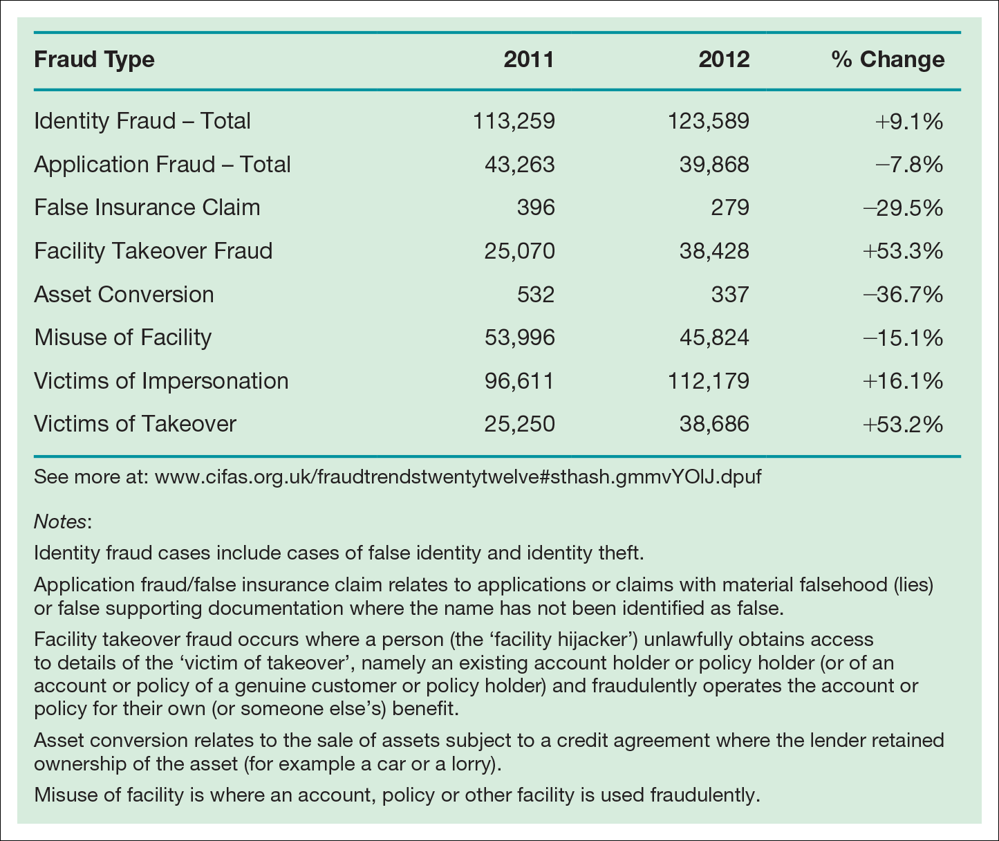 Fraud Type 2011 2012 % Change
Identity Fraud – Total 113,259 123,589 +9.1%
Application Fraud – Total 43,263 39,868 –7.8%
False Insurance Claim 396 279 –29.5%
Facility Takeover Fraud 25,070 38,428 +53.3%
Asset Conversion 532 337 –36.7%
Misuse of Facility 53,996 45,824 –15.1%
Victims of Impersonation 96,611 112,179 +16.1%
Victims of Takeover 25,250 38,686 +53.2%
See more at: www.cifas.org.uk/fraudtrendstwentytwelve#sthash.gmmvYOlJ.dpuf
Notes:
Identity fraud cases include cases of false identity and identity theft.
Application fraud/false insurance claim relates to applications or claims with material falsehood (lies)
or false supporting documentation where the name has not been identified as false.
Facility takeover fraud occurs where a person (the ‘facility hijacker’) unlawfully obtains access
to details of the ‘victim of takeover’, namely an existing account holder or policy holder (or of an
account or policy of a genuine customer or policy holder) and fraudulently operates the account or
policy for their own (or someone else’s) benefit.
Asset conversion relates to the sale of assets subject to a credit agreement where the lender retained
ownership of the asset (for example a car or a lorry).
Misuse of facility is where an account, policy or other facility is used fraudulently.